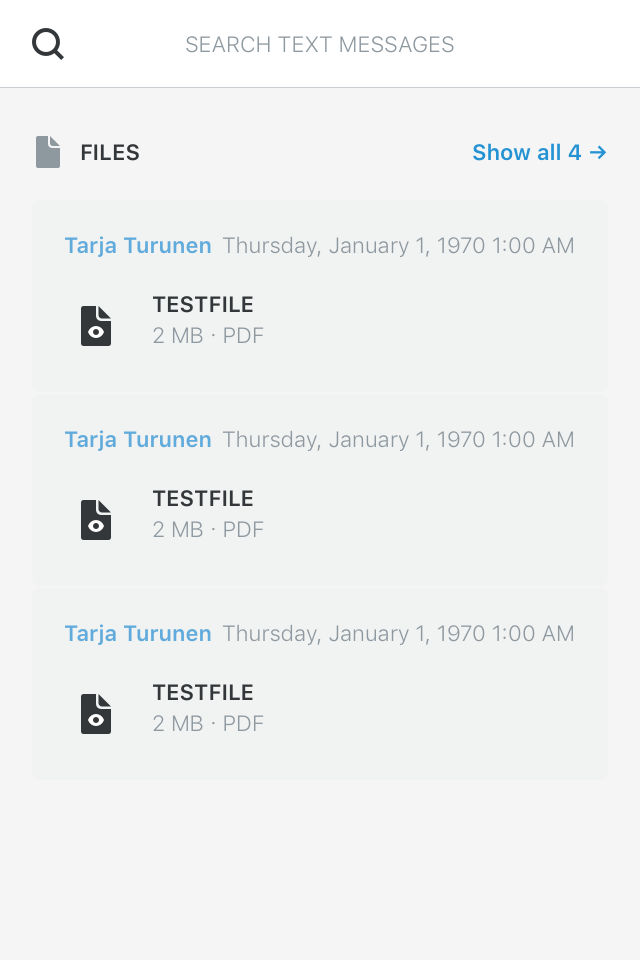 SEARCH TEXT MESSAGES
FILES Show all 4 →
Tarja Turunen Thursday, January 1, 1970 1:00 AM
TESTFILE
2 MB · PDF
Tarja Turunen Thursday, January 1, 1970 1:00 AM
TESTFILE
2 MB · PDF
Tarja Turunen Thursday, January 1, 1970 1:00 AM
TESTFILE
2 MB · PDF